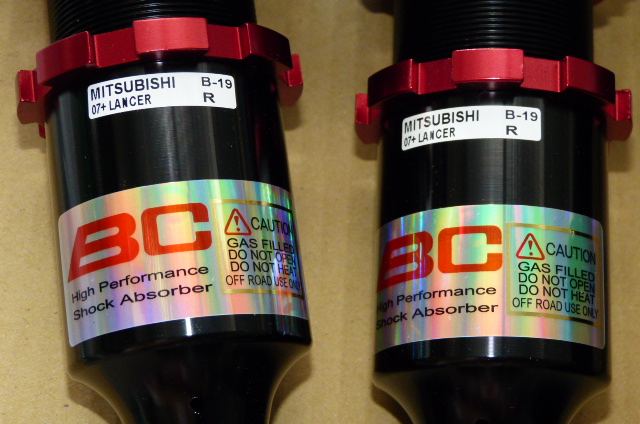 MITSUBISHI B-19
07+ LANCER R
BC
High Performance
Shock Absorber
CAUTION
GAS FILLED
DO NOT OPEN
DO NOT HEAT
OFF ROAD USE ONLY
MITSUBISHI B-19
07+ LANCER R
BC
High Performance
Shock Absorber
CAUTION
GAS FILLED
DO NOT OPEN
DO NOT HEAT
OFF ROAD USE ONLY